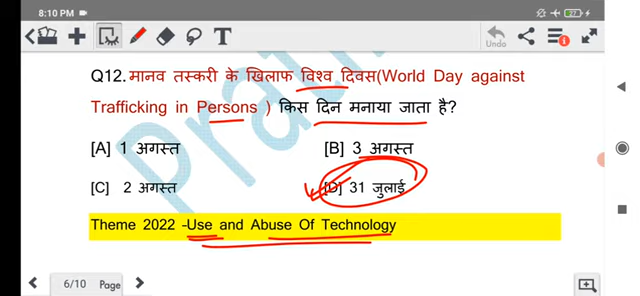 8:10 PM
27
T
Undo
Q12. मानव तस्करी के खिलाफ विश्व दिवस(World Day against
Trafficking in Persons ) किस दिन मनाया जाता है?
[A] 1 अगस्त
[B] 3 अगस्त
[C] 2 अगस्त
[D] 31 जुलाई
Theme 2022 -Use and Abuse Of Technology
6/10 Page